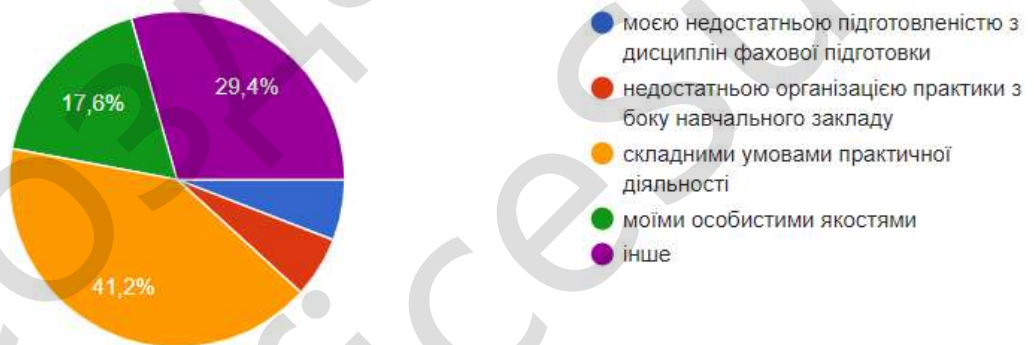 29,4%
17,6%
41,2%
моєю недостатньою підготовленістю з
дисциплін фахової підготовки
недостатньою організацією практики з
боку навчального закладу
складними умовами практичної
діяльності
моїми особистими якостями
інше